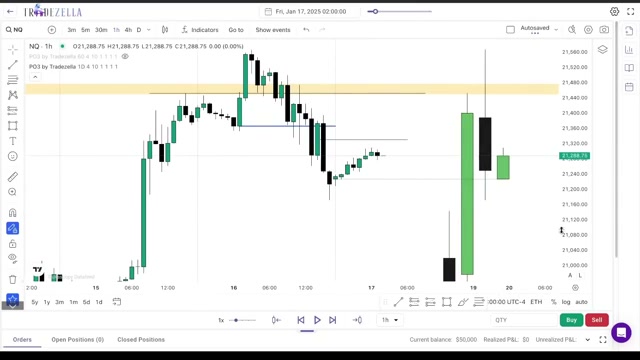 TRADEZELLA
Fri, Jan 17, 2025 02:00:00
NQ
3m 30m 1h 4h D
Indicators
Go to
Show events
Autosaved
NQ · 1h
O21,288.75 H21,288.75 L21,288.75 C21,288.75 0.00 (0.00%)
PO3 by Tradezella
PO3 by Tradezella 1D 4 10 1 1 1 1
21,560.00
21,520.00
21,480.00
21,440.00
21,400.00
21,360.00
21,320.00
21,288.75
21,240.00
21,200.00
21,160.00
21,120.00
21,080.00
21,040.00
21,000.00
A L
2:00
15
06:00
12:00
16
06:00
12:00
17
19
20
06:00
5y 1y 3m 1m 5d 1d
:00:00 UTC-4 ETH % log auto
1x
1h
QTY
Buy
Sell
Orders
Open Positions (0)
Closed Positions
Current balance: $50,000
Realized P&L: $0
Unrealized P&L: